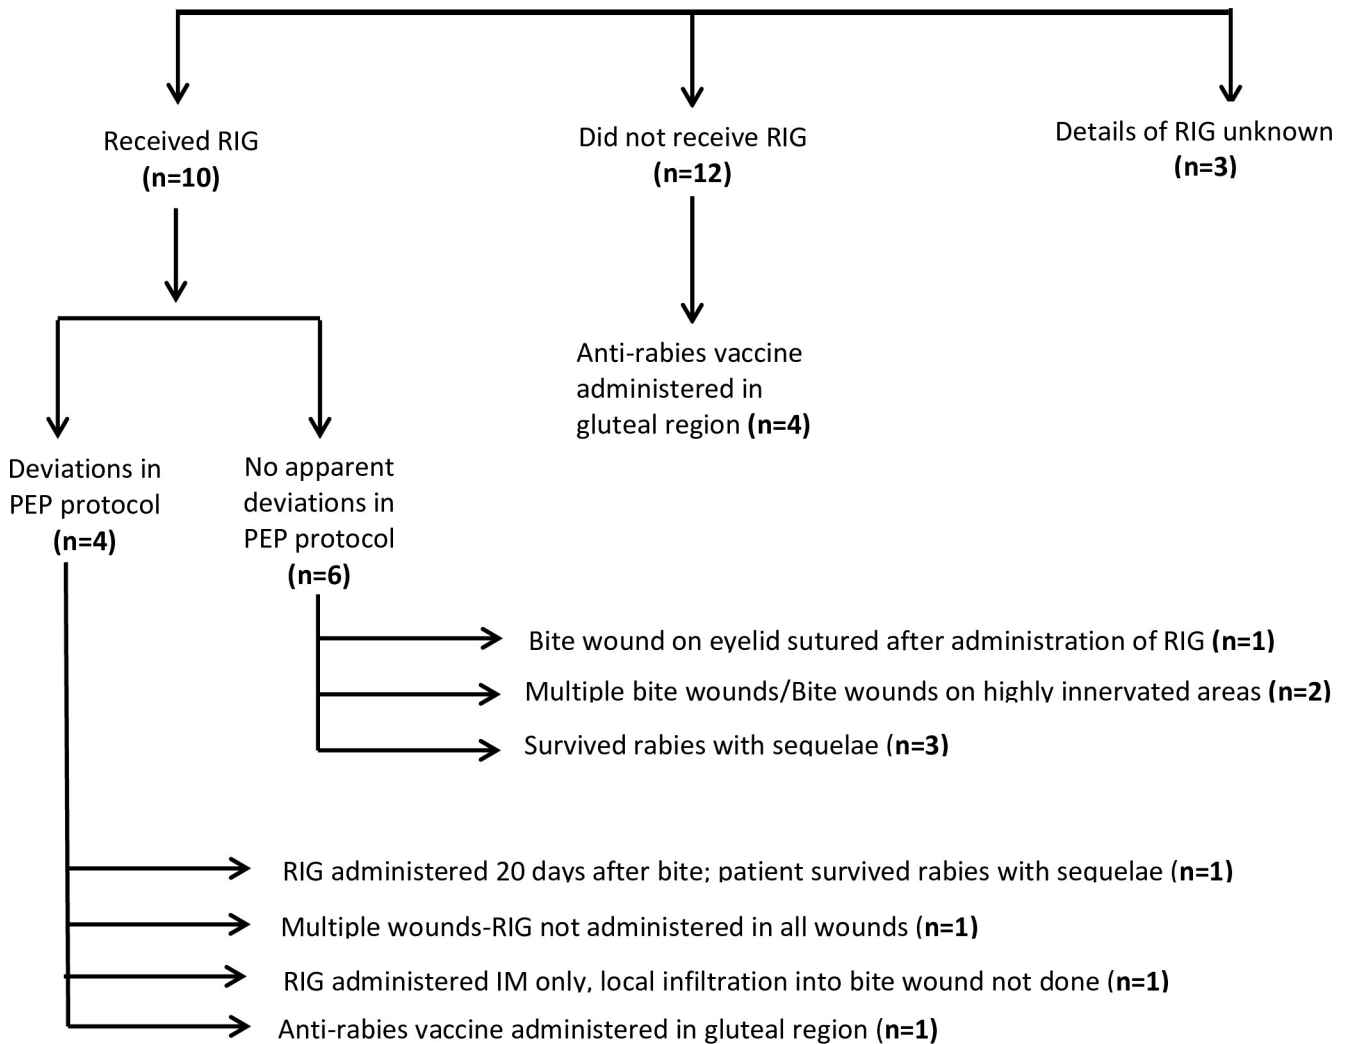 Received RIG
(n=10)
Did not receive RIG
(n=12)
Details of RIG unknown
(n=3)
Anti-rabies vaccine
administered in
gluteal region (n=4)
Deviations in
PEP protocol
(n=4)
No apparent
deviations in
PEP protocol
(n=6)
Bite wound on eyelid sutured after administration of RIG (n=1)
Multiple bite wounds/Bite wounds on highly innervated areas (n=2)
Survived rabies with sequelae (n=3)
RIG administered 20 days after bite; patient survived rabies with sequelae (n=1)
Multiple wounds-RIG not administered in all wounds (n=1)
RIG administered IM only, local infiltration into bite wound not done (n=1)
Anti-rabies vaccine administered in gluteal region (n=1)